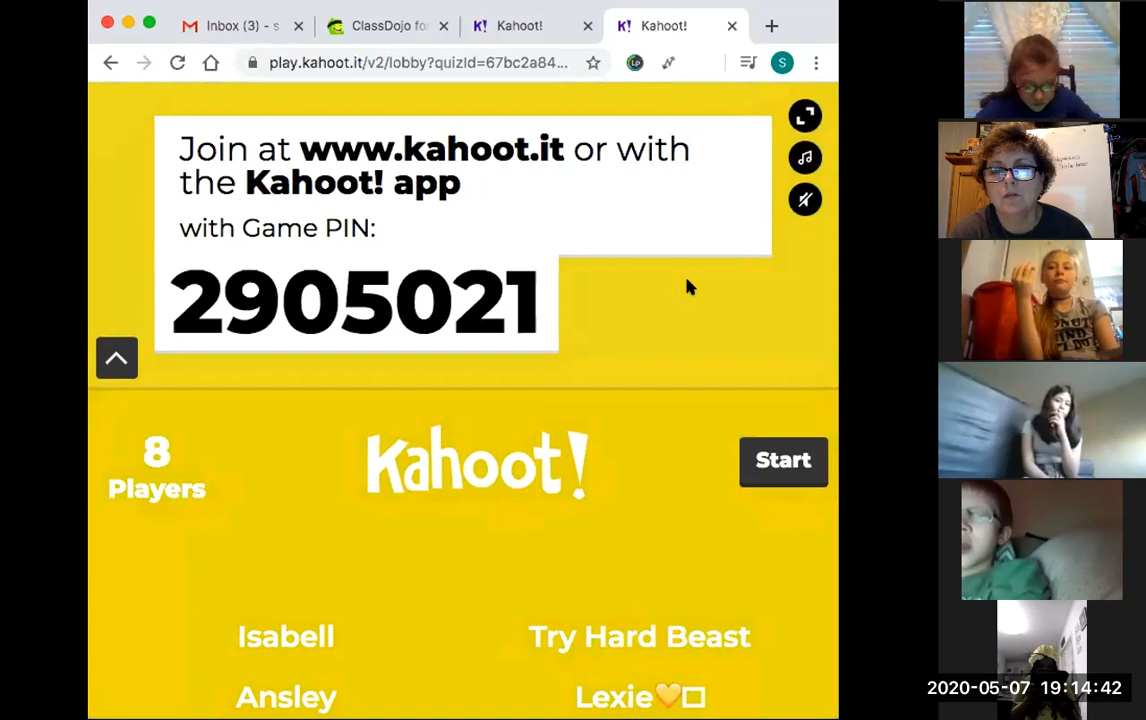 Inbox (3) - s
ClassDojo fo
Kahoot!
Kahoot!
play.kahoot.it/v2/lobby?quizId=67bc2a84...
LP
S
Join at www.kahoot.it or with
the Kahoot! app
with Game PIN:
2905021
8
Players
Kahoot!
Start
Isabell
Try Hard Beast
Ansley
Lexie💛□
2020-05-07 19:14:42